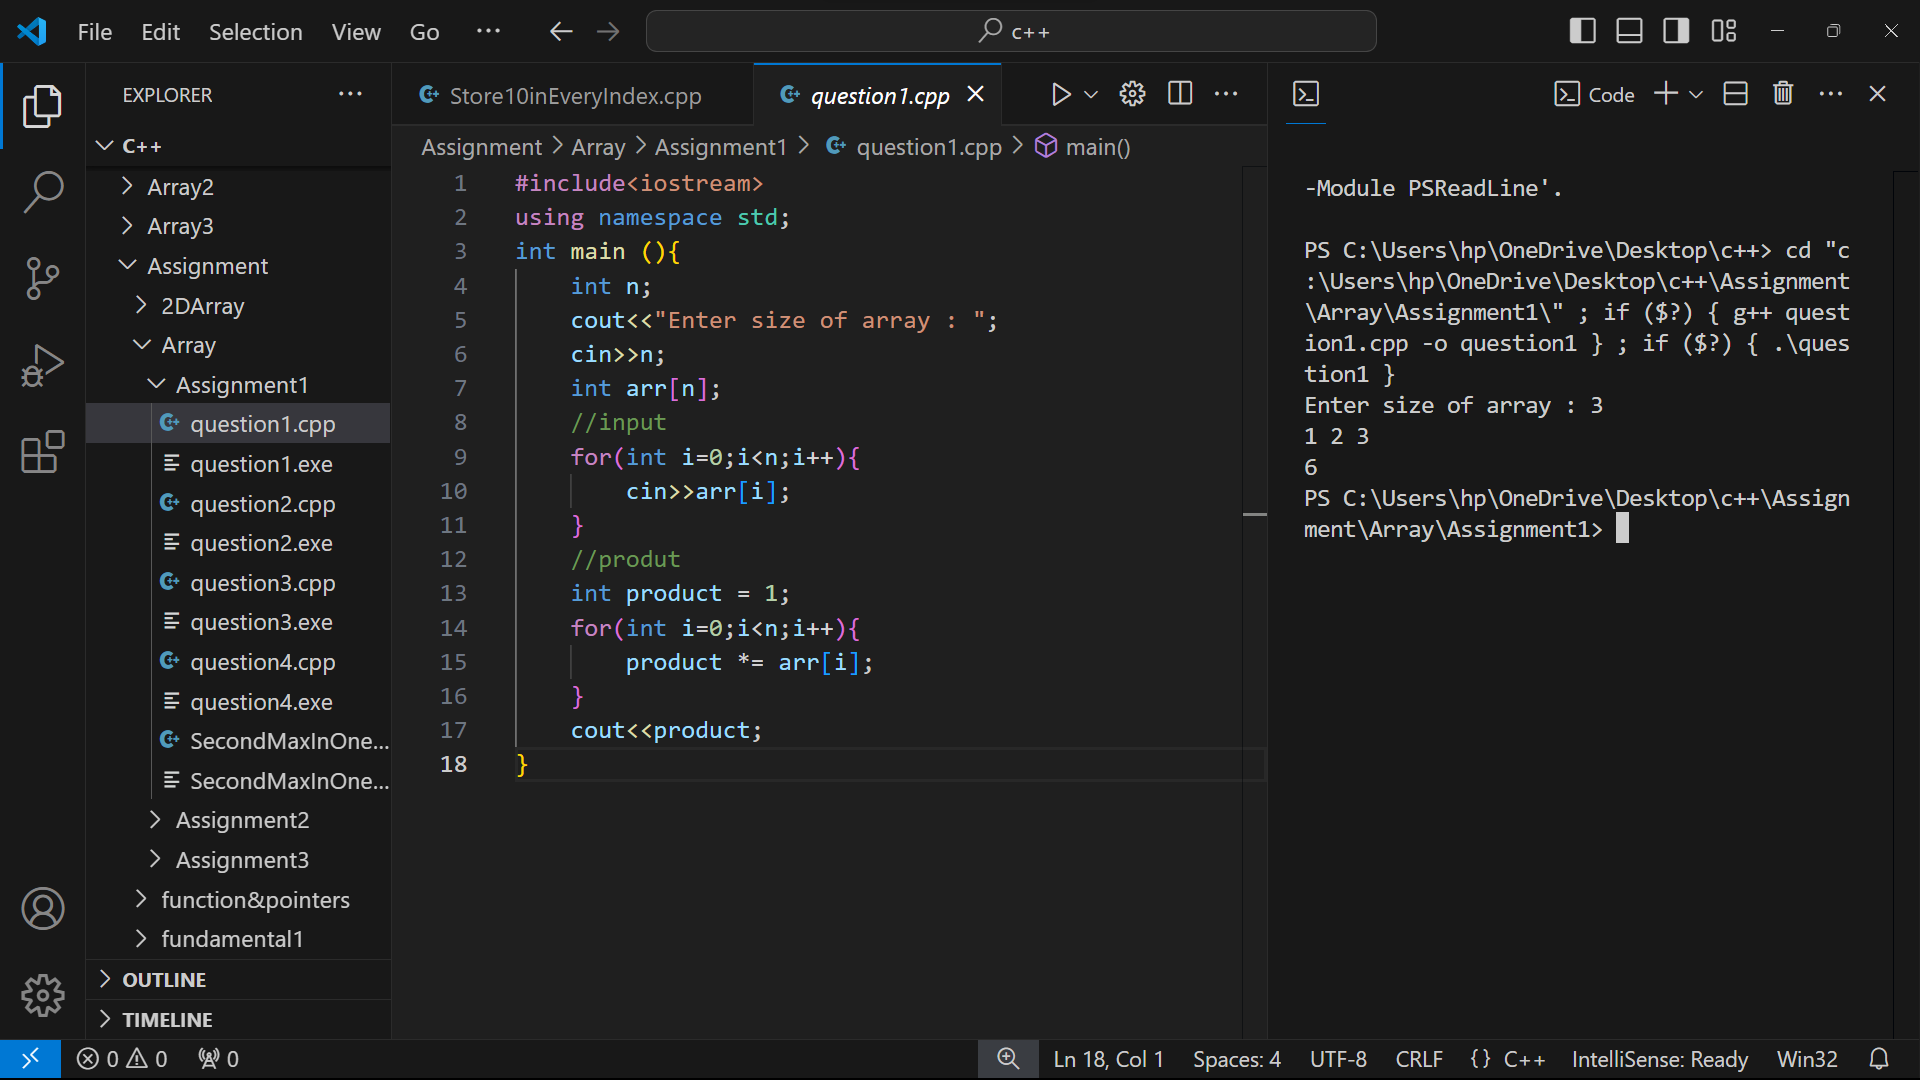 File Edit Selection View Go ... c++
EXPLORER ...
C++
Array2
Array3
Assignment
2DArray
Array
Assignment1
question1.cpp
question1.exe
question2.cpp
question2.exe
question3.cpp
question3.exe
question4.cpp
question4.exe
SecondMaxInOne...
SecondMaxInOne...
Assignment2
Assignment3
function&pointers
fundamental1
OUTLINE
TIMELINE
Store10inEveryIndex.cpp question1.cpp
Assignment > Array > Assignment1 > question1.cpp > main()
1 #include<iostream>
2 using namespace std;
3 int main (){
4 int n;
5 cout<<"Enter size of array : ";
6 cin>>n;
7 int arr[n];
8 //input
9 for(int i=0;i<n;i++){
10 cin>>arr[i];
11 }
12 //produt
13 int product = 1;
14 for(int i=0;i<n;i++){
15 product *= arr[i];
16 }
17 cout<<product;
18 }
Code
-Module PSReadLine'.
PS C:\Users\hp\OneDrive\Desktop\c++> cd "c
:\Users\hp\OneDrive\Desktop\c++\Assignment
\Array\Assignment1\" ; if ($?) { g++ quest
ion1.cpp -o question1 } ; if ($?) { .\ques
tion1 }
Enter size of array : 3
1 2 3
6
PS C:\Users\hp\OneDrive\Desktop\c++\Assign
ment\Array\Assignment1>
0 0 0 Ln 18, Col 1 Spaces: 4 UTF-8 CRLF {} C++ IntelliSense: Ready Win32